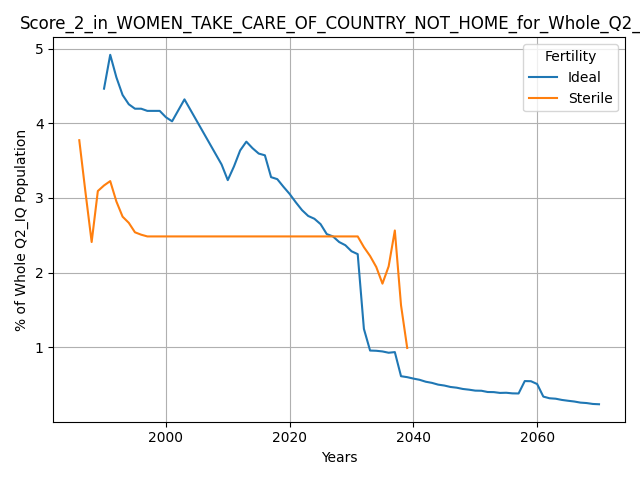 Score_2_in_WOMEN_TAKE_CARE_OF_COUNTRY_NOT_HOME_for_Whole_Q2_
Fertility
Ideal
Sterile
% of Whole Q2_IQ Population
5
4
3
2
1
2000 2020 2040 2060
Years